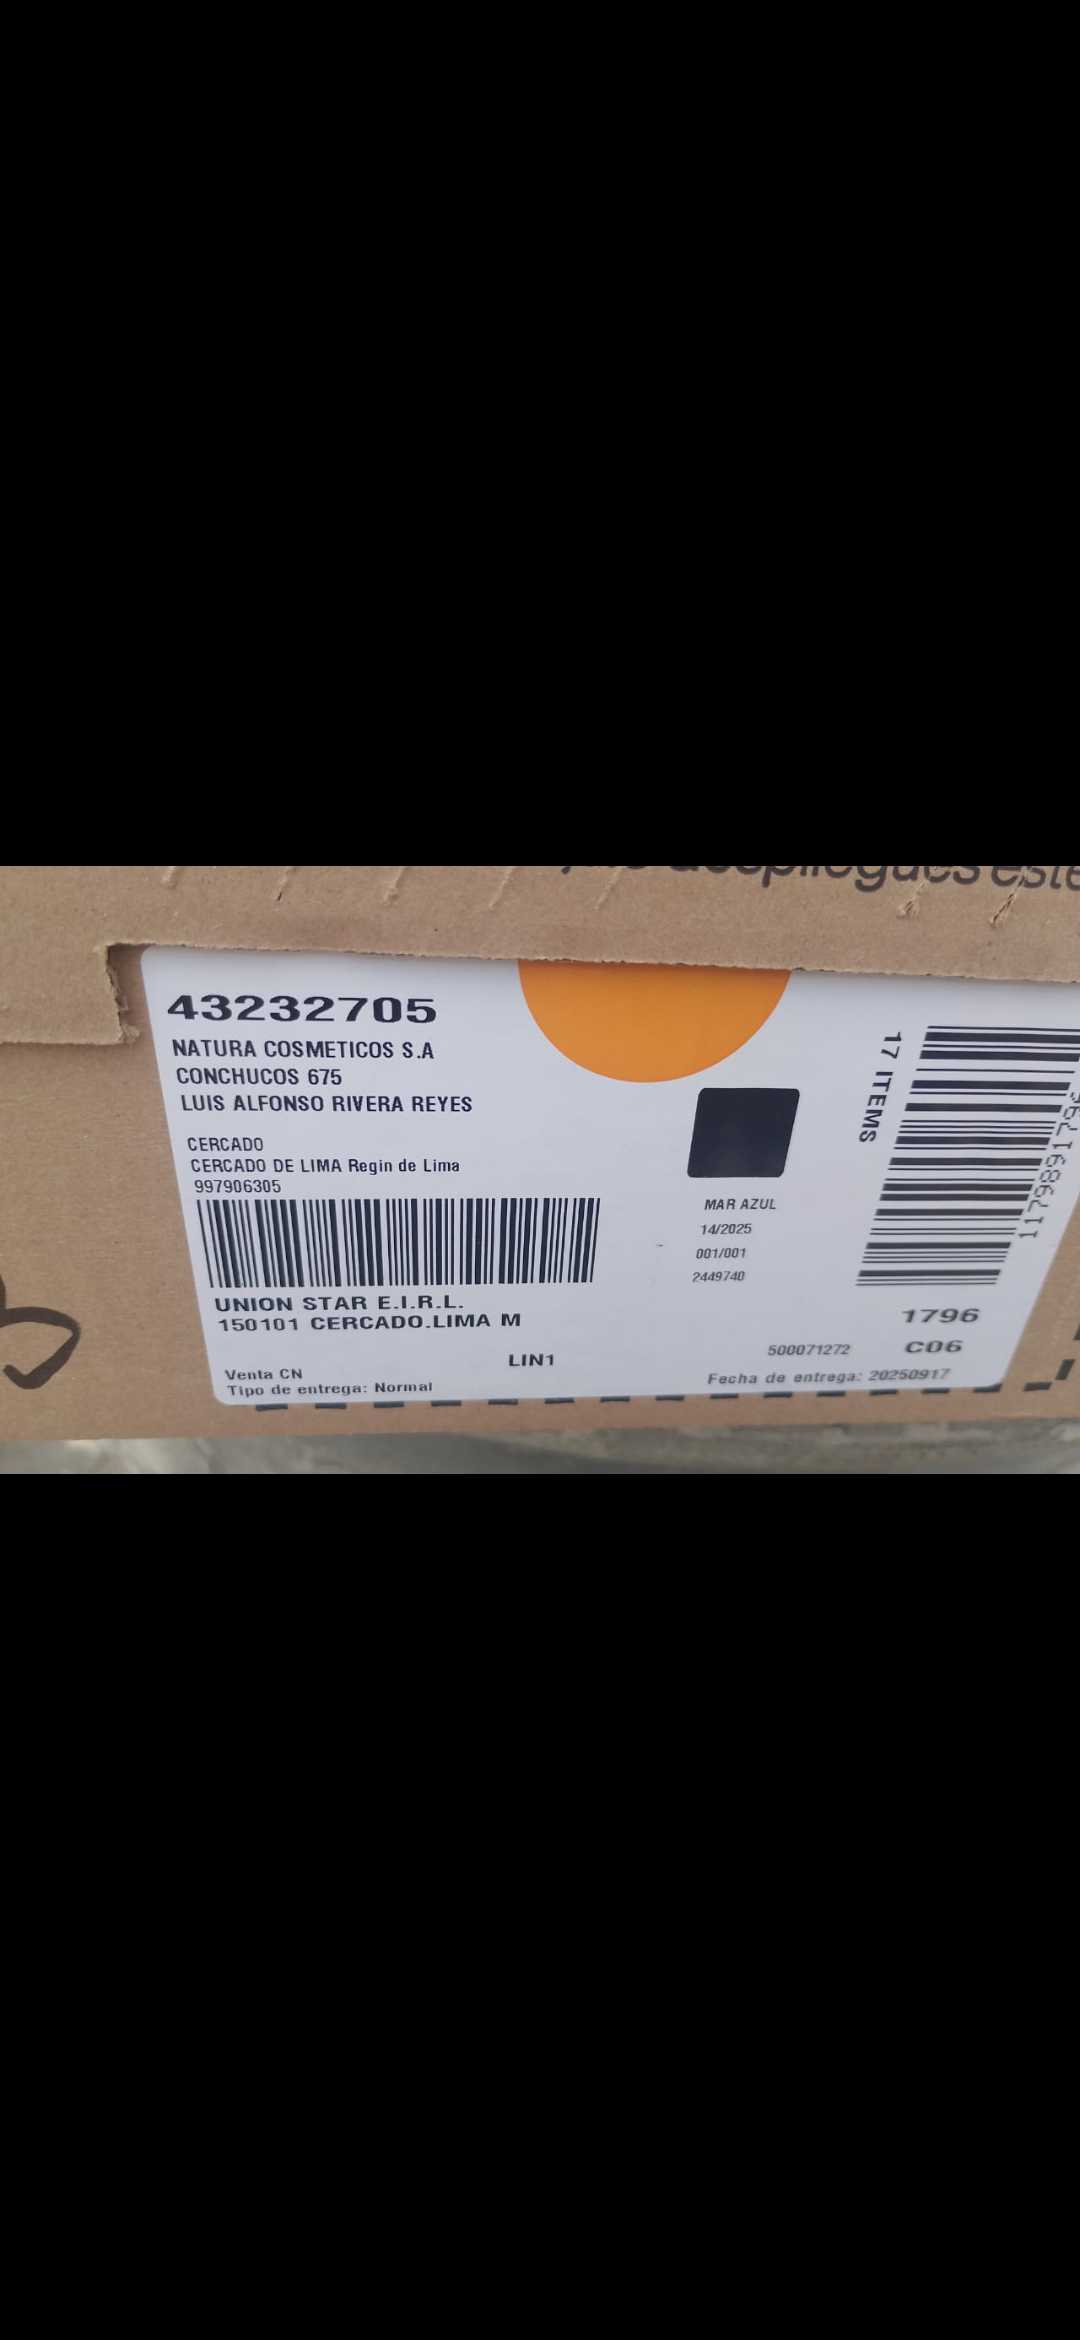 despliegues este
43232705
NATURA COSMETICOS S.A
CONCHUCOS 675
LUIS ALFONSO RIVERA REYES
CERCADO
CERCADO DE LIMA Regin de Lima
997906305
UNION STAR E.I.R.L.
150101 CERCADO.LIMA M
LIN1
Venta CN
Tipo de entrega: Normal
MAR AZUL
14/2025
001/001
2449740
17 ITEMS
1796
500071272 C06
Fecha de entrega: 20250917